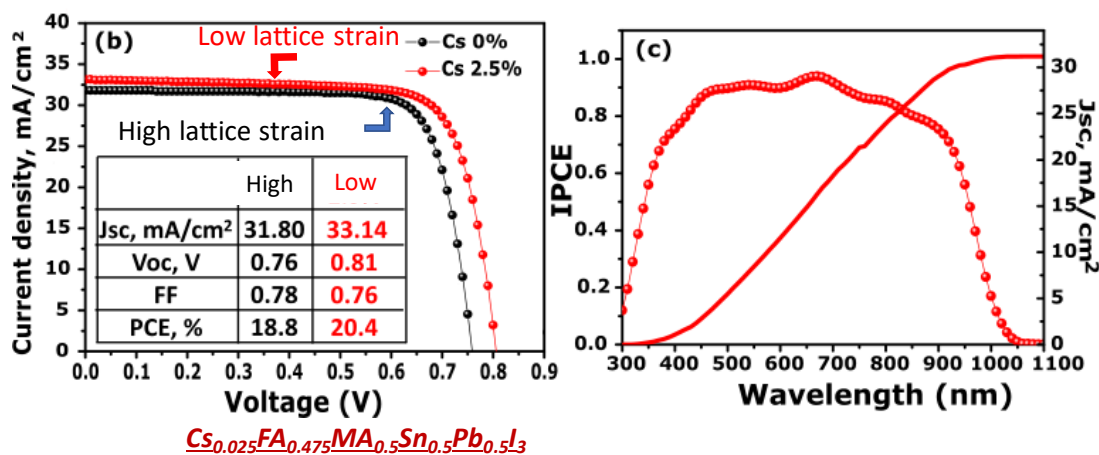 (b)
Low lattice strain
Cs 0%
Cs 2.5%
High lattice strain
High Low
Jsc, mA/cm² 31.80 33.14
Voc, V 0.76 0.81
FF 0.78 0.76
PCE, % 18.8 20.4
Current density, mA/cm²
40
35
30
25
20
15
10
5
0
0.0 0.1 0.2 0.3 0.4 0.5 0.6 0.7 0.8 0.9
Voltage (V)
Cs₀.₀₂₅FA₀.₄₇₅MA₀.₅Sn₀.₅Pb₀.₅I₃
(c)
IPCE
1.0
0.8
0.6
0.4
0.2
0.0
Jsc, mA/cm²
30
25
20
15
10
5
0
300 400 500 600 700 800 900 1000 1100
Wavelength (nm)